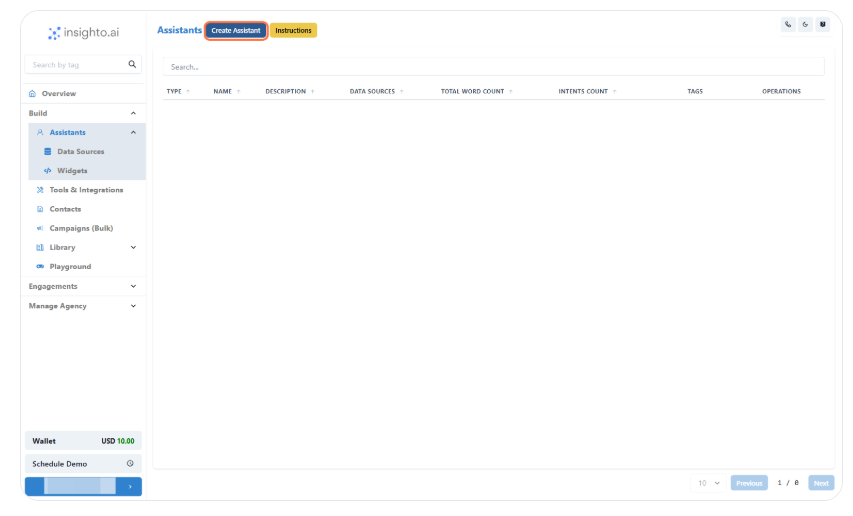 insighto.ai
Assistants Create Assistant Instructions
Search by tag
Search...
Overview
TYPE NAME DESCRIPTION DATA SOURCES TOTAL WORD COUNT INTENTS COUNT TAGS OPERATIONS
Build
Assistants
Data Sources
Widgets
Tools & Integrations
Contacts
Campaigns (Bulk)
Library
Playground
Engagements
Manage Agency
Wallet USD 10.00
Schedule Demo
10 Previous 1 / 0 Next